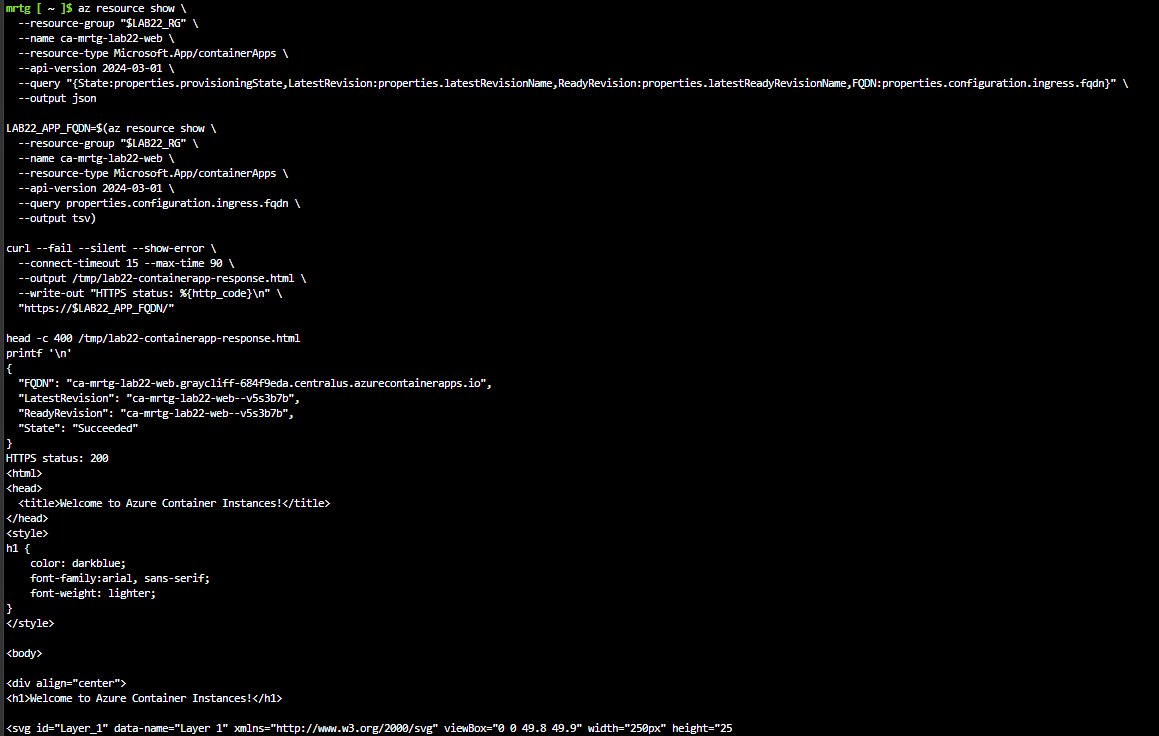 mrtg [ ~ ]$ az resource show \
  --resource-group "$LAB22_RG" \
  --name ca-mrtg-lab22-web \
  --resource-type Microsoft.App/containerApps \
  --api-version 2024-03-01 \
  --query "{State:properties.provisioningState,LatestRevision:properties.latestRevisionName,ReadyRevision:properties.latestReadyRevisionName,FQDN:properties.configuration.ingress.fqdn}" \
  --output json

LAB22_APP_FQDN=$(az resource show \
  --resource-group "$LAB22_RG" \
  --name ca-mrtg-lab22-web \
  --resource-type Microsoft.App/containerApps \
  --api-version 2024-03-01 \
  --query properties.configuration.ingress.fqdn \
  --output tsv)

curl --fail --silent --show-error \
  --connect-timeout 15 --max-time 90 \
  --output /tmp/lab22-containerapp-response.html \
  --write-out "HTTPS status: %{http_code}\n" \
  "https://$LAB22_APP_FQDN/"

head -c 400 /tmp/lab22-containerapp-response.html
printf '\n'
{
  "FQDN": "ca-mrtg-lab22-web.graycliff-684f9eda.centralus.azurecontainerapps.io",
  "LatestRevision": "ca-mrtg-lab22-web--v5s3b7b",
  "ReadyRevision": "ca-mrtg-lab22-web--v5s3b7b",
  "State": "Succeeded"
}
HTTPS status: 200
<html>
<head>
  <title>Welcome to Azure Container Instances!</title>
</head>
<style>
h1 {
    color: darkblue;
    font-family:arial, sans-serif;
    font-weight: lighter;
}
</style>

<body>

<div align="center">
<h1>Welcome to Azure Container Instances!</h1>

<svg id="Layer_1" data-name="Layer 1" xmlns="http://www.w3.org/2000/svg" viewBox="0 0 49.8 49.9" width="250px" height="25